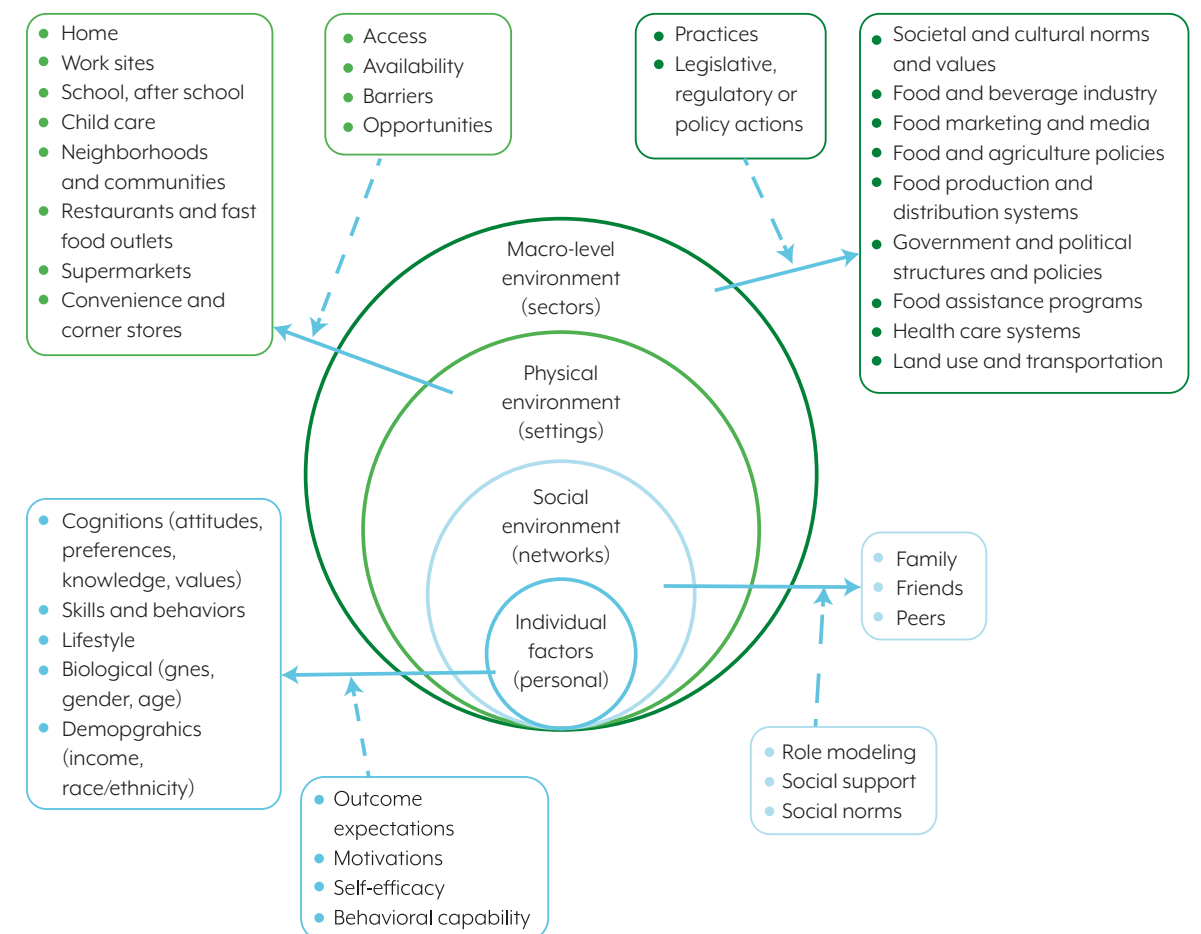 Home
Work sites
School, after school
Child care
Neighborhoods
and communities
Restaurants and fast
food outlets
Supermarkets
Convenience and
corner stores
Access
Availability
Barriers
Opportunities
Practices
Legislative,
regulatory or
policy actions
Societal and cultural norms
and values
Food and beverage industry
Food marketing and media
Food and agriculture policies
Food production and
distribution systems
Government and political
structures and policies
Food assistance programs
Health care systems
Land use and transportation
Macro-level
environment
(sectors)
Physical
environment
(settings)
Social
environment
(networks)
Individual
factors
(personal)
Cognitions (attitudes,
preferences,
knowledge, values)
Skills and behaviors
Lifestyle
Biological (gnes,
gender, age)
Demopgrahics
(income,
race/ethnicity)
Family
Friends
Peers
Role modeling
Social support
Social norms
Outcome
expectations
Motivations
Self-efficacy
Behavioral capability